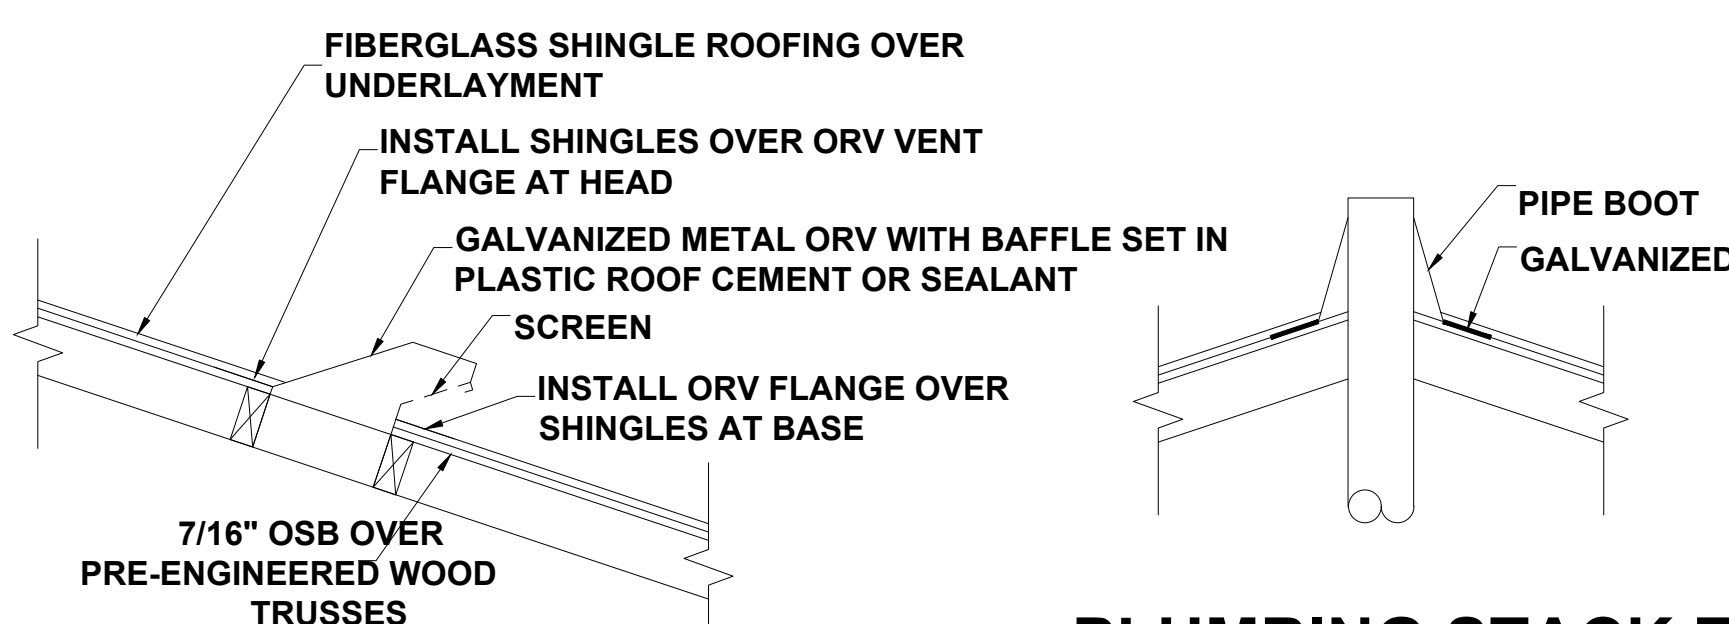 FIBERGLASS SHINGLE ROOFING OVER
UNDERLAYMENT
INSTALL SHINGLES OVER ORV VENT
FLANGE AT HEAD
GALVANIZED METAL ORV WITH BAFFLE SET IN
PLASTIC ROOF CEMENT OR SEALANT
SCREEN
INSTALL ORV FLANGE OVER
SHINGLES AT BASE
7/16" OSB OVER
PRE-ENGINEERED WOOD
TRUSSES
PIPE BOOT
GALVANIZED
PLUMBING STACK